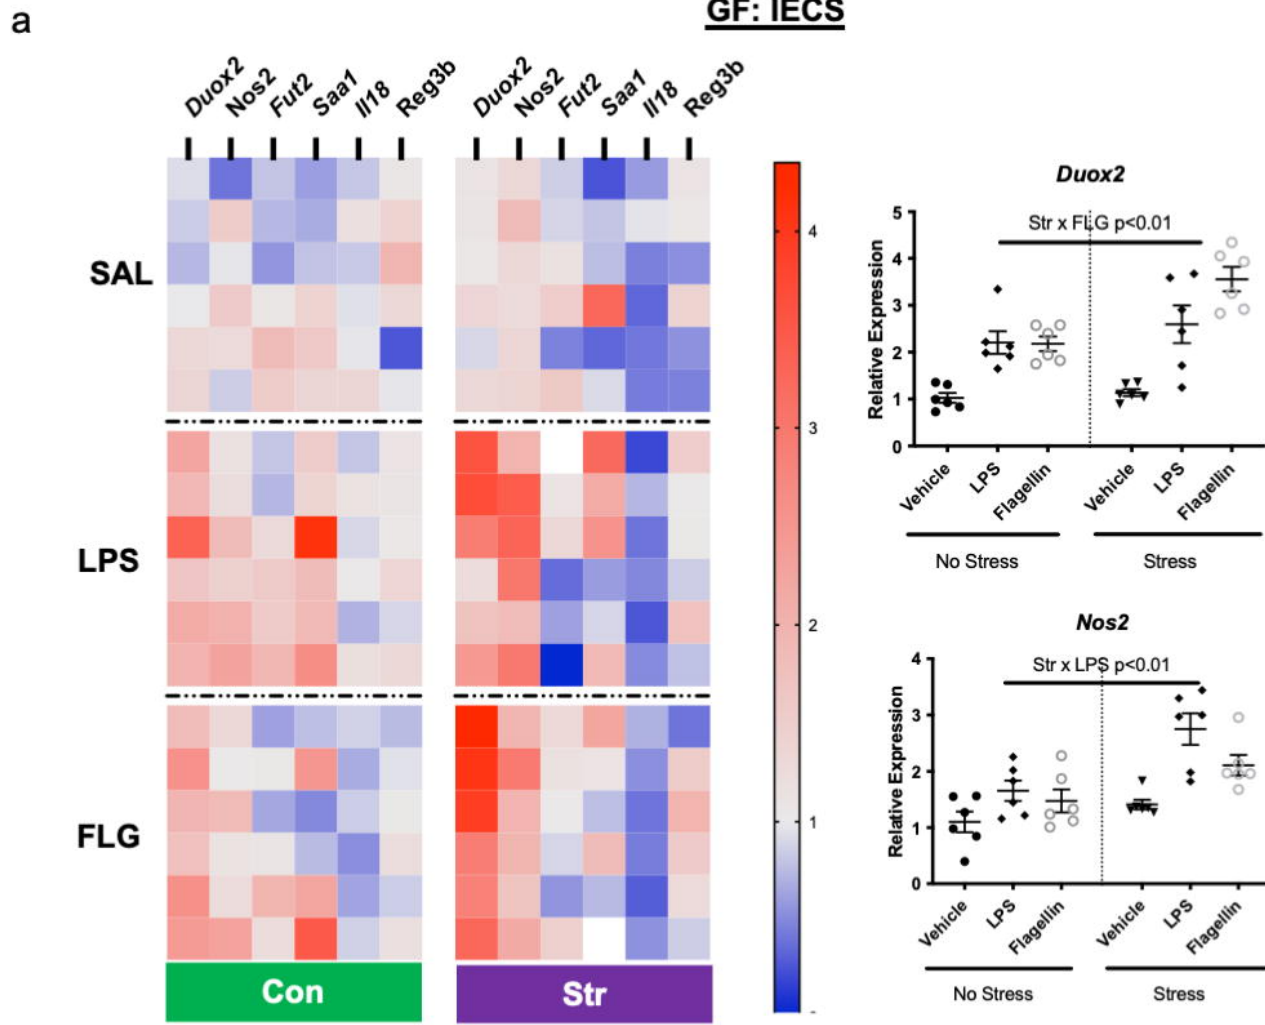 a
GF: IECS
Duox2 Nos2 Fut2 Saa1 Il18 Reg3b
Duox2 Nos2 Fut2 Saa1 Il18 Reg3b
SAL
LPS
FLG
Con
Str
4
3
2
1
-
Duox2
Str x FLG p<0.01
Relative Expression
5
4
3
2
1
0
Vehicle LPS Flagellin Vehicle LPS Flagellin
No Stress Stress
Nos2
Str x LPS p<0.01
Relative Expression
4
3
2
1
0
Vehicle LPS Flagellin Vehicle LPS Flagellin
No Stress Stress